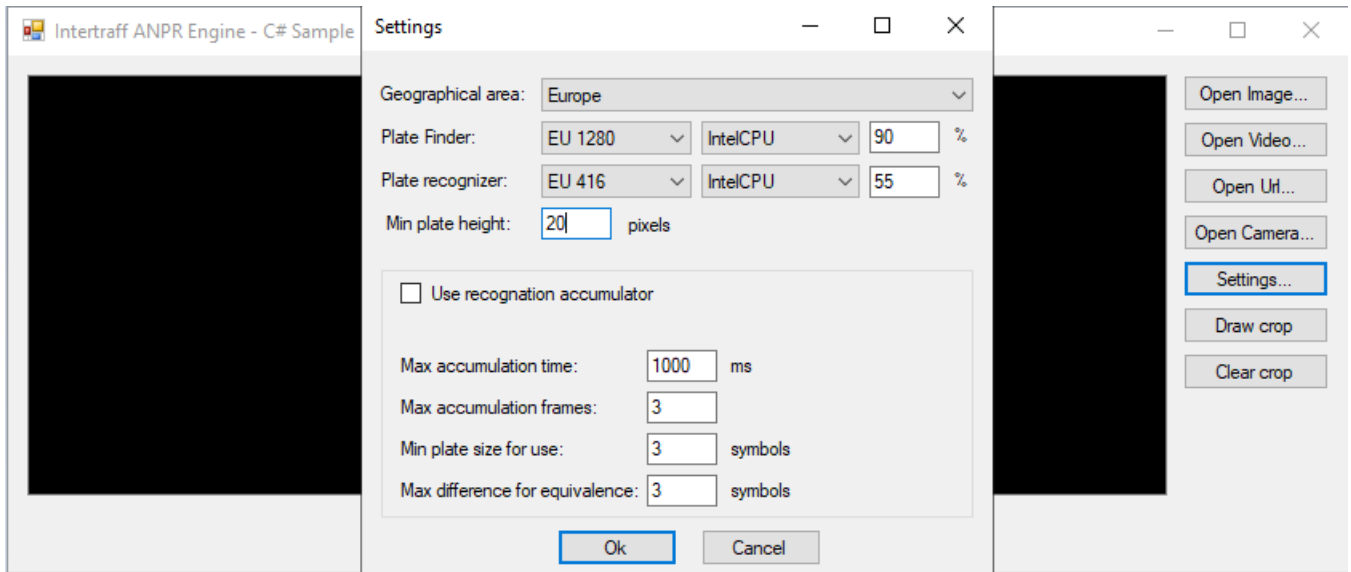 Intertraff ANPR Engine - C# Sample
Settings
Geographical area: Europe
Plate Finder: EU 1280 IntelCPU 90 %
Plate recognizer: EU 416 IntelCPU 55 %
Min plate height: 20 pixels
Use recognation accumulator
Max accumulation time: 1000 ms
Max accumulation frames: 3
Min plate size for use: 3 symbols
Max difference for equivalence: 3 symbols
Ok Cancel
Open Image...
Open Video...
Open Url...
Open Camera...
Settings...
Draw crop
Clear crop